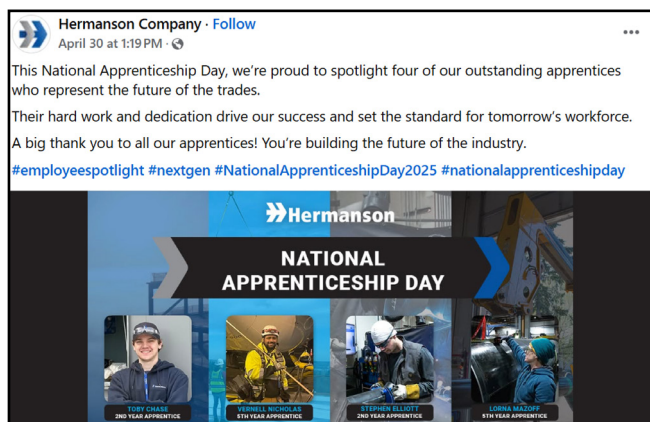 Hermanson Company · Follow
April 30 at 1:19 PM ·
This National Apprenticeship Day, we're proud to spotlight four of our outstanding apprentices
who represent the future of the trades.
Their hard work and dedication drive our success and set the standard for tomorrow's workforce.
A big thank you to all our apprentices! You're building the future of the industry.
#employeespotlight #nextgen #NationalApprenticeshipDay2025 #nationalapprenticeshipday
Hermanson
NATIONAL
APPRENTICESHIP DAY
TOBY CHASE
2ND YEAR APPRENTICE
VERNELL NICHOLAS
5TH YEAR APPRENTICE
STEPHEN ELLIOTT
2ND YEAR APPRENTICE
LORNA MAZOFF
5TH YEAR APPRENTICE